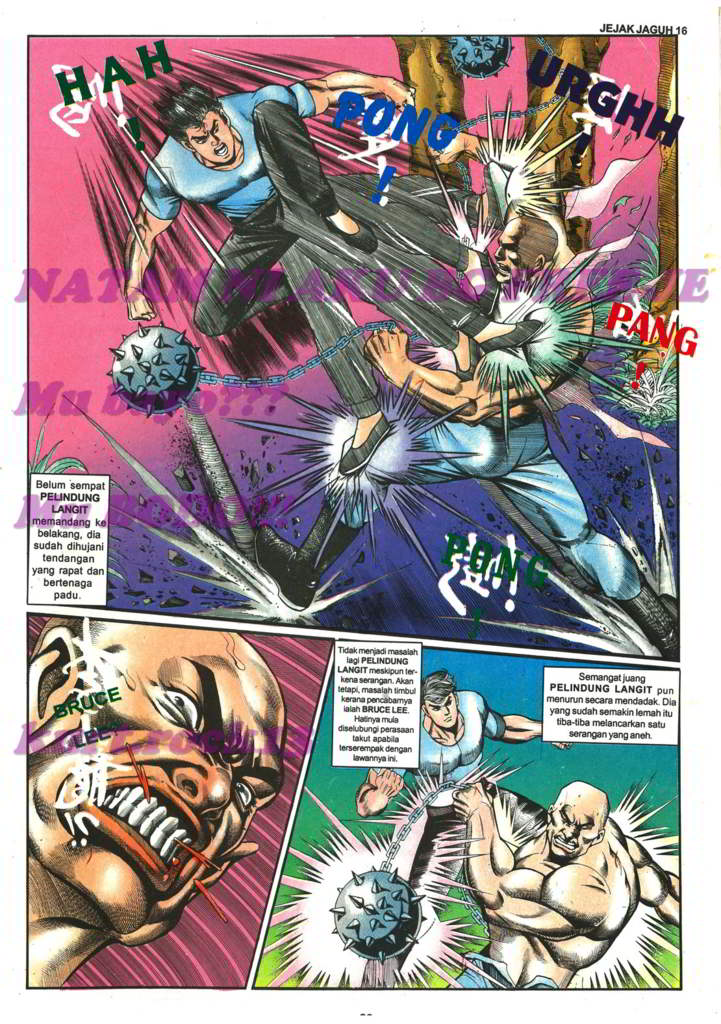 JEJAK JAGUH 16
HAH
!
PONG
!
URGHH
!
PANG
!
Mu bayo???
Belum sempat
PELINDUNG
LANGIT
memandang ke
belakang, dia
sudah dihujani
tendangan
yang rapat dan
bertenaga
padu.
PONG
!
BRUCE
LEE
Tidak menjadi masalah
lagi PELINDUNG
LANGIT meskipun ter-
kena serangan. Akan
tetapi, masalah timbul
kerana pencabarnya
ialah BRUCE LEE.
Hatinya mula
diselubungi perasaan
takut apabila
terserempak dengan
lawannya ini.
Semangat juang
PELINDUNG LANGIT pun
menurun secara mendadak. Dia
yang sudah semakin lemah itu
tiba-tiba melancarkan satu
serangan yang aneh.